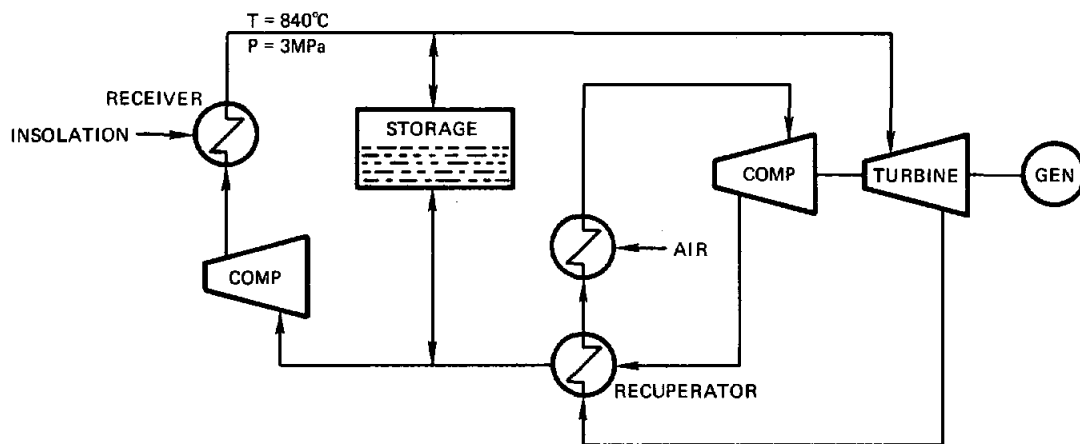 T = 840°C
P = 3MPa
RECEIVER
INSOLATION
STORAGE
COMP
TURBINE
GEN
AIR
COMP
RECUPERATOR